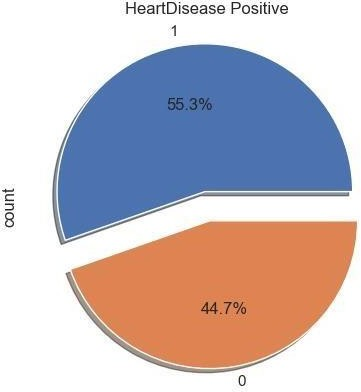 HeartDisease Positive
1
55.3%
count
44.7%
0